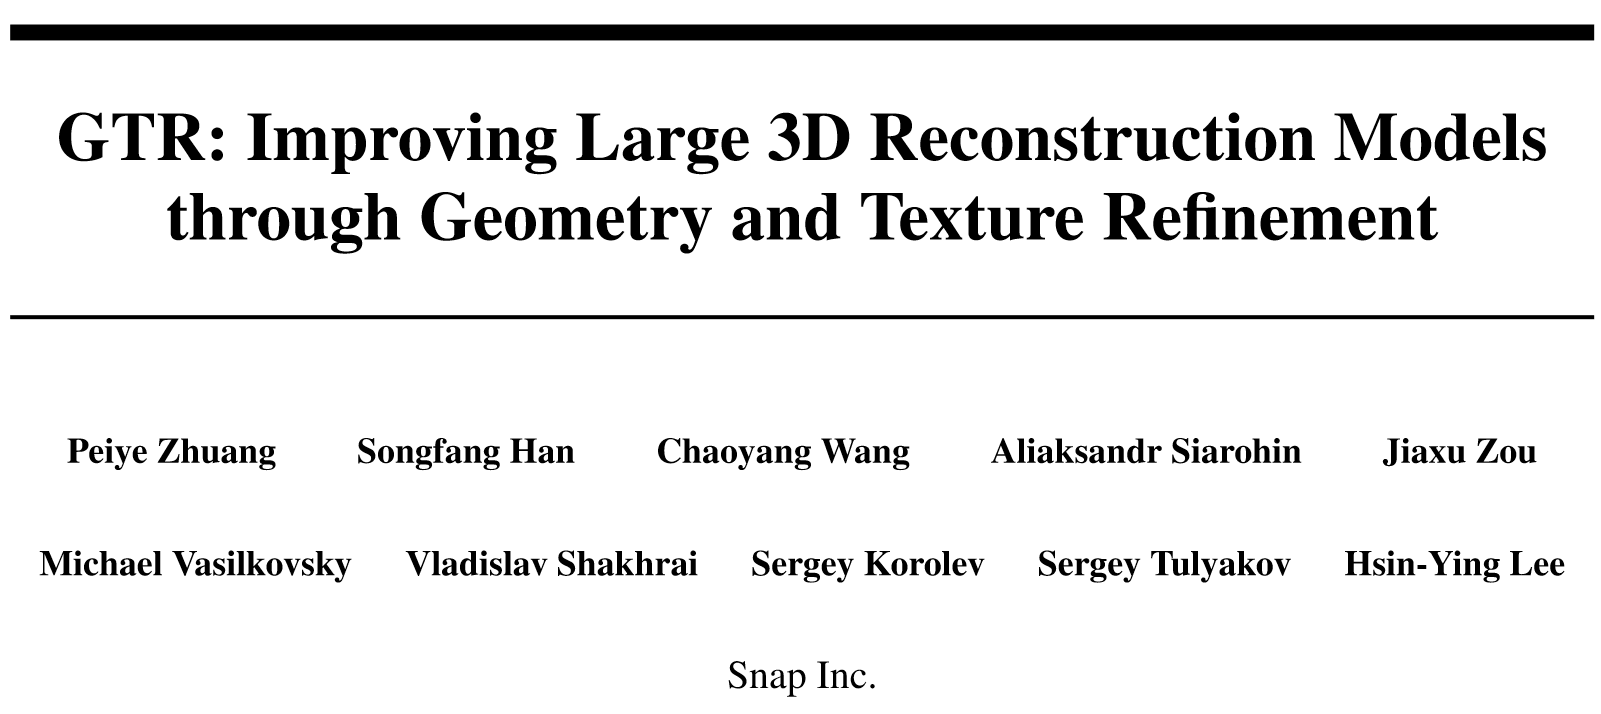 GTR: Improving Large 3D Reconstruction Models
through Geometry and Texture Refinement
Peiye Zhuang Songfang Han Chaoyang Wang Aliaksandr Siarohin Jiaxu Zou
Michael Vasilkovsky Vladislav Shakhrai Sergey Korolev Sergey Tulyakov Hsin-Ying Lee
Snap Inc.